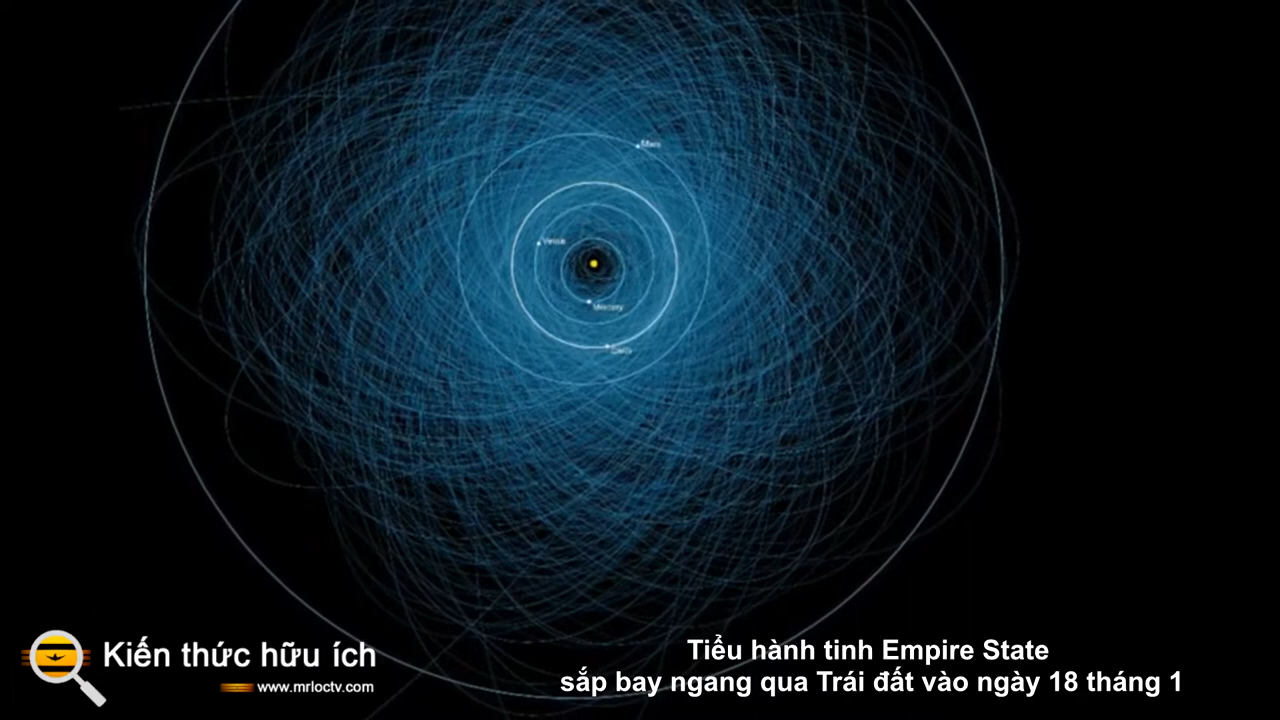 Mars
Venus
Mercury
Earth
Kiến thức hữu ích
www.mrloctv.com
Tiểu hành tinh Empire State
sắp bay ngang qua Trái đất vào ngày 18 tháng 1